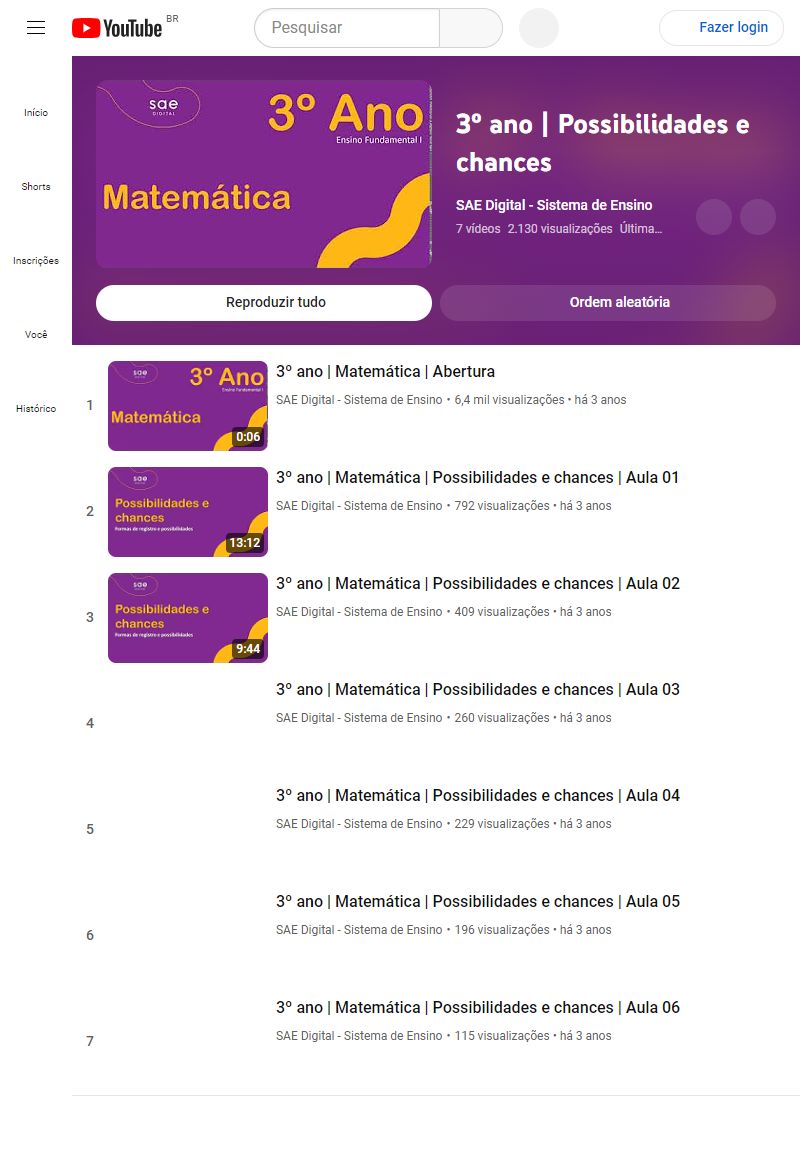 YouTube BR
Pesquisar
Fazer login
Início
Shorts
Inscrições
Você
Histórico
sae
DIGITAL
3º Ano
Ensino Fundamental I
Matemática
3º ano | Possibilidades e
chances
SAE Digital - Sistema de Ensino
7 vídeos 2.130 visualizações Última...
Reproduzir tudo
Ordem aleatória
1
sae
3º Ano
Ensino Fundamental I
Matemática
0:06
3º ano | Matemática | Abertura
SAE Digital - Sistema de Ensino • 6,4 mil visualizações • há 3 anos
2
sae
Possibilidades e
chances
Formas de registro e possibilidades
13:12
3º ano | Matemática | Possibilidades e chances | Aula 01
SAE Digital - Sistema de Ensino • 792 visualizações • há 3 anos
3
sae
Possibilidades e
chances
Formas de registro e possibilidades
9:44
3º ano | Matemática | Possibilidades e chances | Aula 02
SAE Digital - Sistema de Ensino • 409 visualizações • há 3 anos
4
3º ano | Matemática | Possibilidades e chances | Aula 03
SAE Digital - Sistema de Ensino • 260 visualizações • há 3 anos
5
3º ano | Matemática | Possibilidades e chances | Aula 04
SAE Digital - Sistema de Ensino • 229 visualizações • há 3 anos
6
3º ano | Matemática | Possibilidades e chances | Aula 05
SAE Digital - Sistema de Ensino • 196 visualizações • há 3 anos
7
3º ano | Matemática | Possibilidades e chances | Aula 06
SAE Digital - Sistema de Ensino • 115 visualizações • há 3 anos